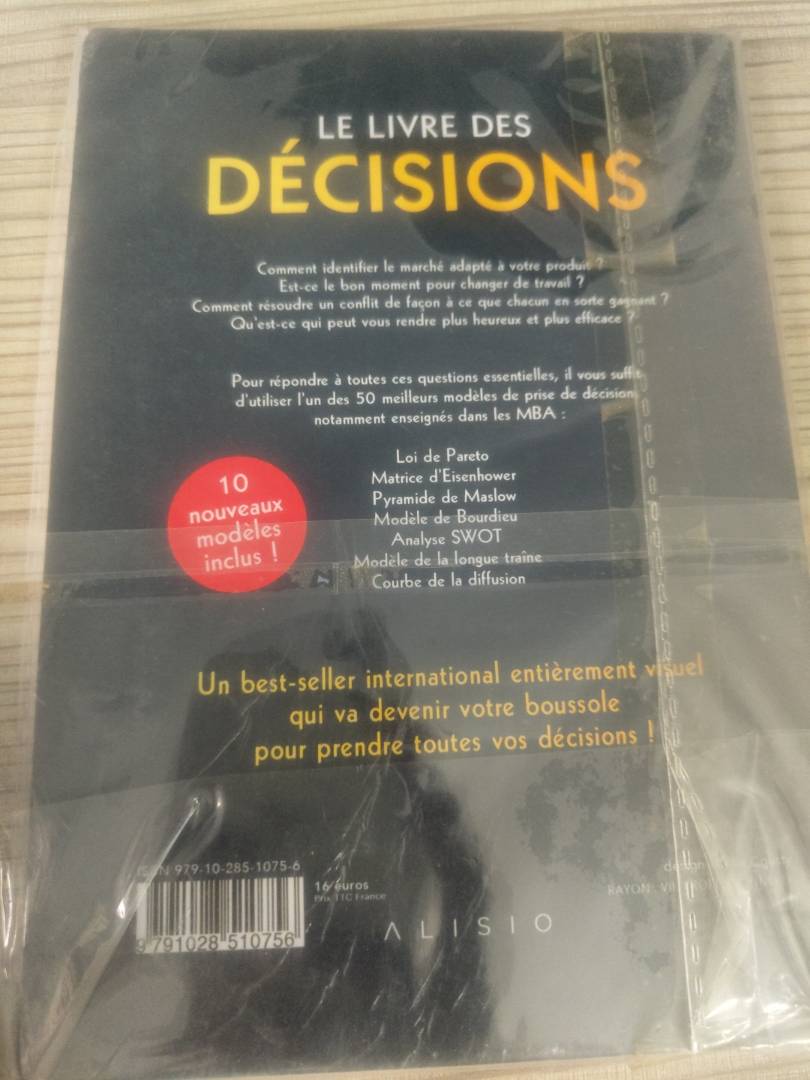 LE LIVRE DES
DÉCISIONS
Comment identifier le marché adapté à votre produit ?
Est-ce le bon moment pour changer de travail ?
Comment résoudre un conflit de façon à ce que chacun en sorte gagnant ?
Qu'est-ce qui peut vous rendre plus heureux et plus efficace ?
Pour répondre à toutes ces questions essentielles, il vous suffit
d'utiliser l'un des 50 meilleurs modèles de prise de décision
notamment enseignés dans les MBA :
Loi de Pareto
Matrice d'Eisenhower
Pyramide de Maslow
Modèle de Bourdieu
Analyse SWOT
Modèle de la longue traîne
Courbe de la diffusion
10
nouveaux
modèles
inclus !
Un best-seller international entièrement visuel
qui va devenir votre boussole
pour prendre toutes vos décisions !
ISBN 979-10-285-1075-6
16 euros
Prix TTC France
9 791028 510756
design
RAYON
ALISIO